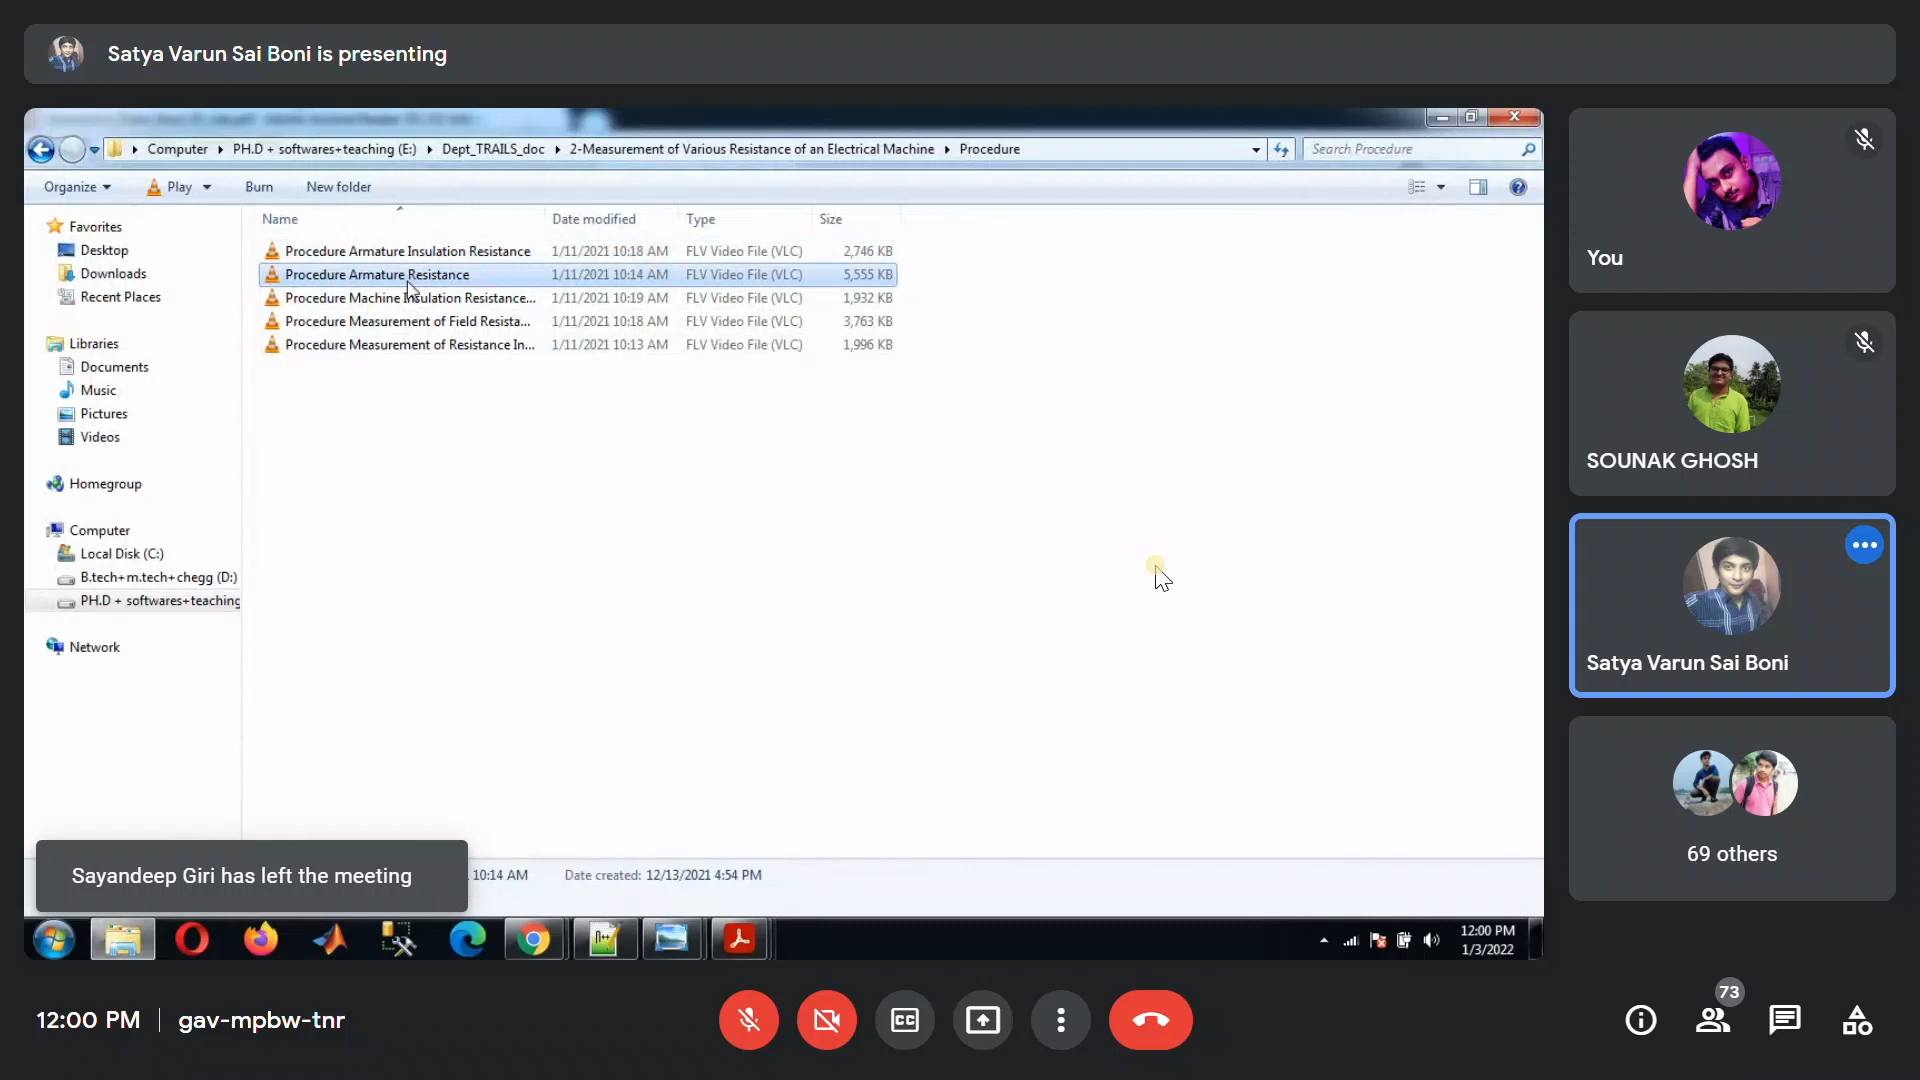 Satya Varun Sai Boni is presenting
Computer PH.D + softwares+teaching (E:) Dept_TRAILS_doc 2-Measurement of Various Resistance of an Electrical Machine Procedure Search Procedure
Organize Play Burn New folder
Name Date modified Type Size
Procedure Armature Insulation Resistance 1/11/2021 10:18 AM FLV Video File (VLC) 2,746 KB
Procedure Armature Resistance 1/11/2021 10:14 AM FLV Video File (VLC) 5,555 KB
Procedure Machine Insulation Resistance... 1/11/2021 10:19 AM FLV Video File (VLC) 1,932 KB
Procedure Measurement of Field Resista... 1/11/2021 10:18 AM FLV Video File (VLC) 3,763 KB
Procedure Measurement of Resistance In... 1/11/2021 10:13 AM FLV Video File (VLC) 1,996 KB
Favorites
Desktop
Downloads
Recent Places
Libraries
Documents
Music
Pictures
Videos
Homegroup
Computer
Local Disk (C:)
B.tech+m.tech+chegg (D:)
PH.D + softwares+teaching
Network
Sayandeep Giri has left the meeting
10:14 AM Date created: 12/13/2021 4:54 PM
12:00 PM
1/3/2022
You
SOUNAK GHOSH
Satya Varun Sai Boni
69 others
12:00 PM gav-mpbw-tnr
CC
73